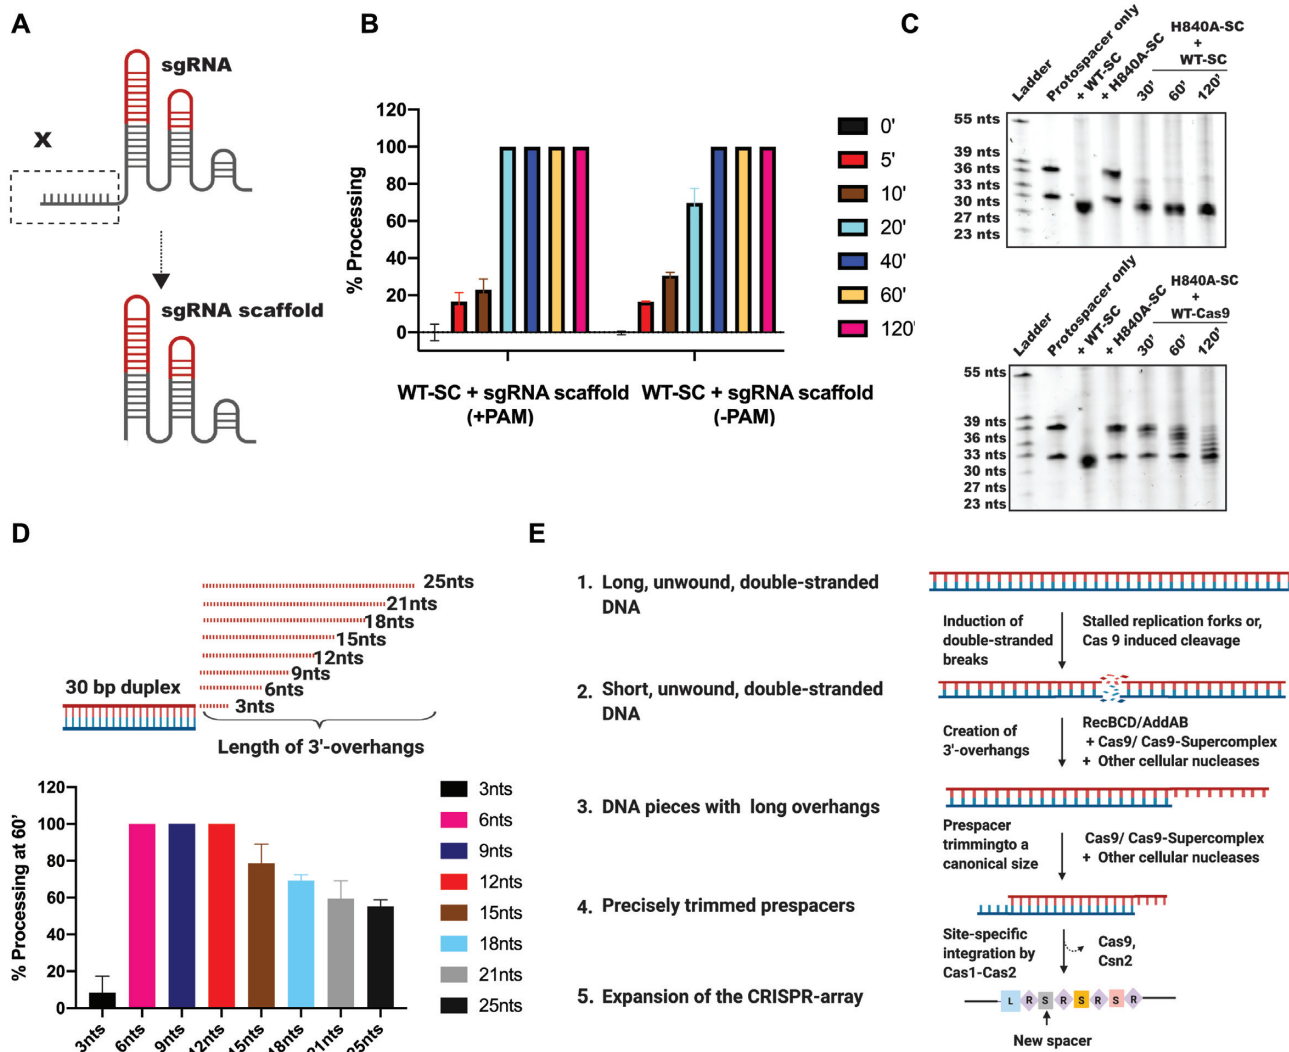 A
sgRNA
X
sgRNA scaffold
B
% Processing
120
100
80
60
40
20
0
WT-SC + sgRNA scaffold
(+PAM)
WT-SC + sgRNA scaffold
(-PAM)
0'
5'
10'
20'
40'
60'
120'
C
Ladder
Protospacer only
+ WT-SC
+ H840A-SC
H840A-SC
+
WT-SC
30'
60'
120'
55 nts
39 nts
36 nts
33 nts
30 nts
27 nts
23 nts
Ladder
Protospacer only
+ WT-SC
+ H840A-SC
H840A-SC
+
WT-Cas9
30'
60'
120'
55 nts
39 nts
36 nts
33 nts
30 nts
27 nts
23 nts
D
25nts
21nts
18nts
15nts
12nts
9nts
6nts
3nts
30 bp duplex
Length of 3'-overhangs
% Proccessing at 60'
120
100
80
60
40
20
0
3nts
6nts
9nts
12nts
15nts
18nts
21nts
25nts
3nts
6nts
9nts
12nts
15nts
18nts
21nts
25nts
E
1. Long, unwound, double-stranded
DNA
2. Short, unwound, double-stranded
DNA
3. DNA pieces with long overhangs
4. Precisely trimmed prespacers
5. Expansion of the CRISPR-array
Induction of
double-stranded
breaks
Stalled replication forks or,
Cas 9 induced cleavage
Creation of
3'-overhangs
RecBCD/AddAB
+ Cas9/ Cas9-Supercomplex
+ Other cellular nucleases
Prespacer
trimmingto a
canonical size
Cas9/ Cas9-Supercomplex
+ Other cellular nucleases
Site-specific
integration by
Cas1-Cas2
Cas9,
Csn2
L R S R S R S R
New spacer